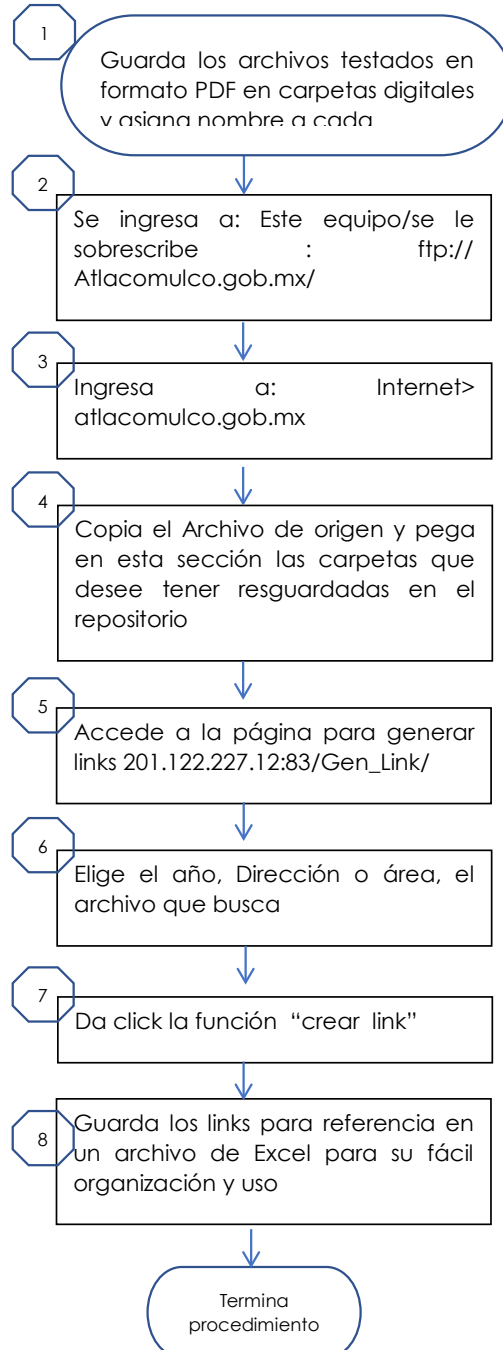 1
Guarda los archivos testados en
formato PDF en carpetas digitales
y asigna nombre a cada
2
Se ingresa a: Este equipo/se le
sobrescribe : ftp://
Atlacomulco.gob.mx/
3
Ingresa a: Internet>
atlacomulco.gob.mx
4
Copia el Archivo de origen y pega
en esta sección las carpetas que
desee tener resguardadas en el
repositorio
5
Accede a la página para generar
links 201.122.227.12:83/Gen_Link/
6
Elige el año, Dirección o área, el
archivo que busca
7
Da click la función “crear link”
8
Guarda los links para referencia en
un archivo de Excel para su fácil
organización y uso
Termina
procedimiento